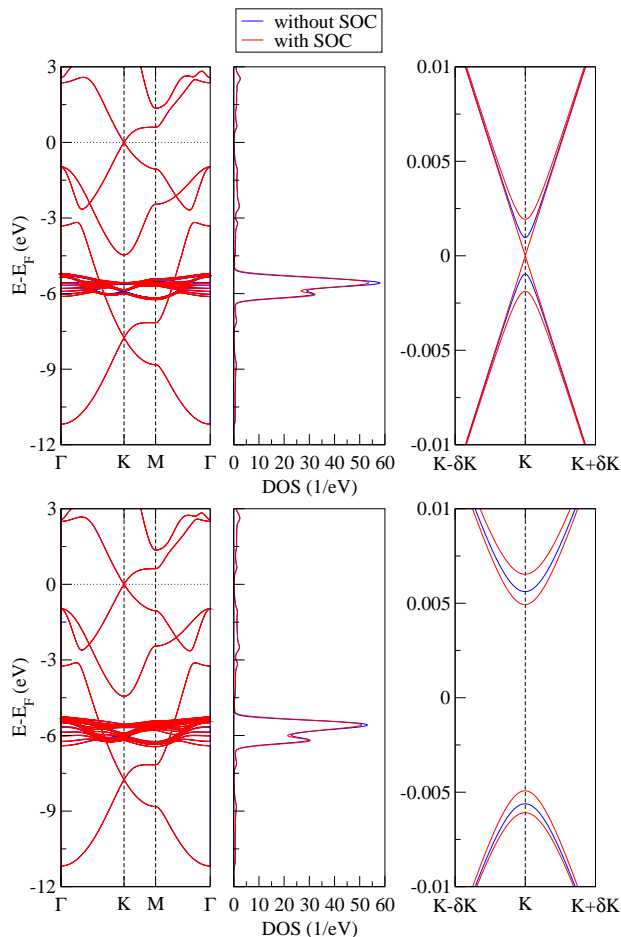 without SOC
with SOC
E-E_F (eV)
3
0
-3
-6
-9
-12
Γ K M Γ
0 10 20 30 40 50 60
DOS (1/eV)
0.01
0.005
0
-0.005
-0.01
K-δK K K+δK
E-E_F (eV)
3
0
-3
-6
-9
-12
Γ K M Γ
0 10 20 30 40 50 60
DOS (1/eV)
0.01
0.005
0
-0.005
-0.01
K-δK K K+δK